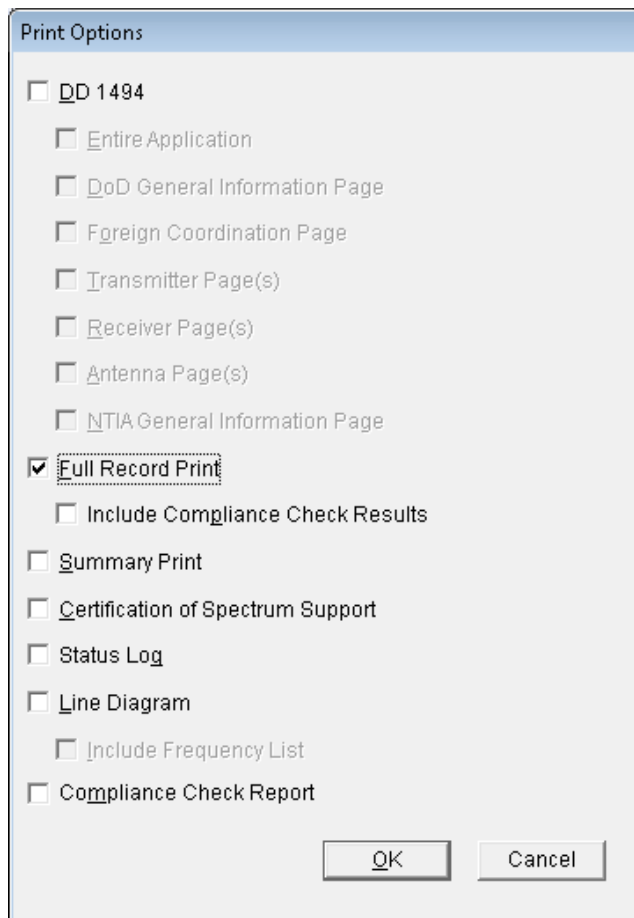 Print Options
DD 1494
Entire Application
DoD General Information Page
Foreign Coordination Page
Transmitter Page(s)
Receiver Page(s)
Antenna Page(s)
NTIA General Information Page
Full Record Print
Include Compliance Check Results
Summary Print
Certification of Spectrum Support
Status Log
Line Diagram
Include Frequency List
Compliance Check Report
OK Cancel